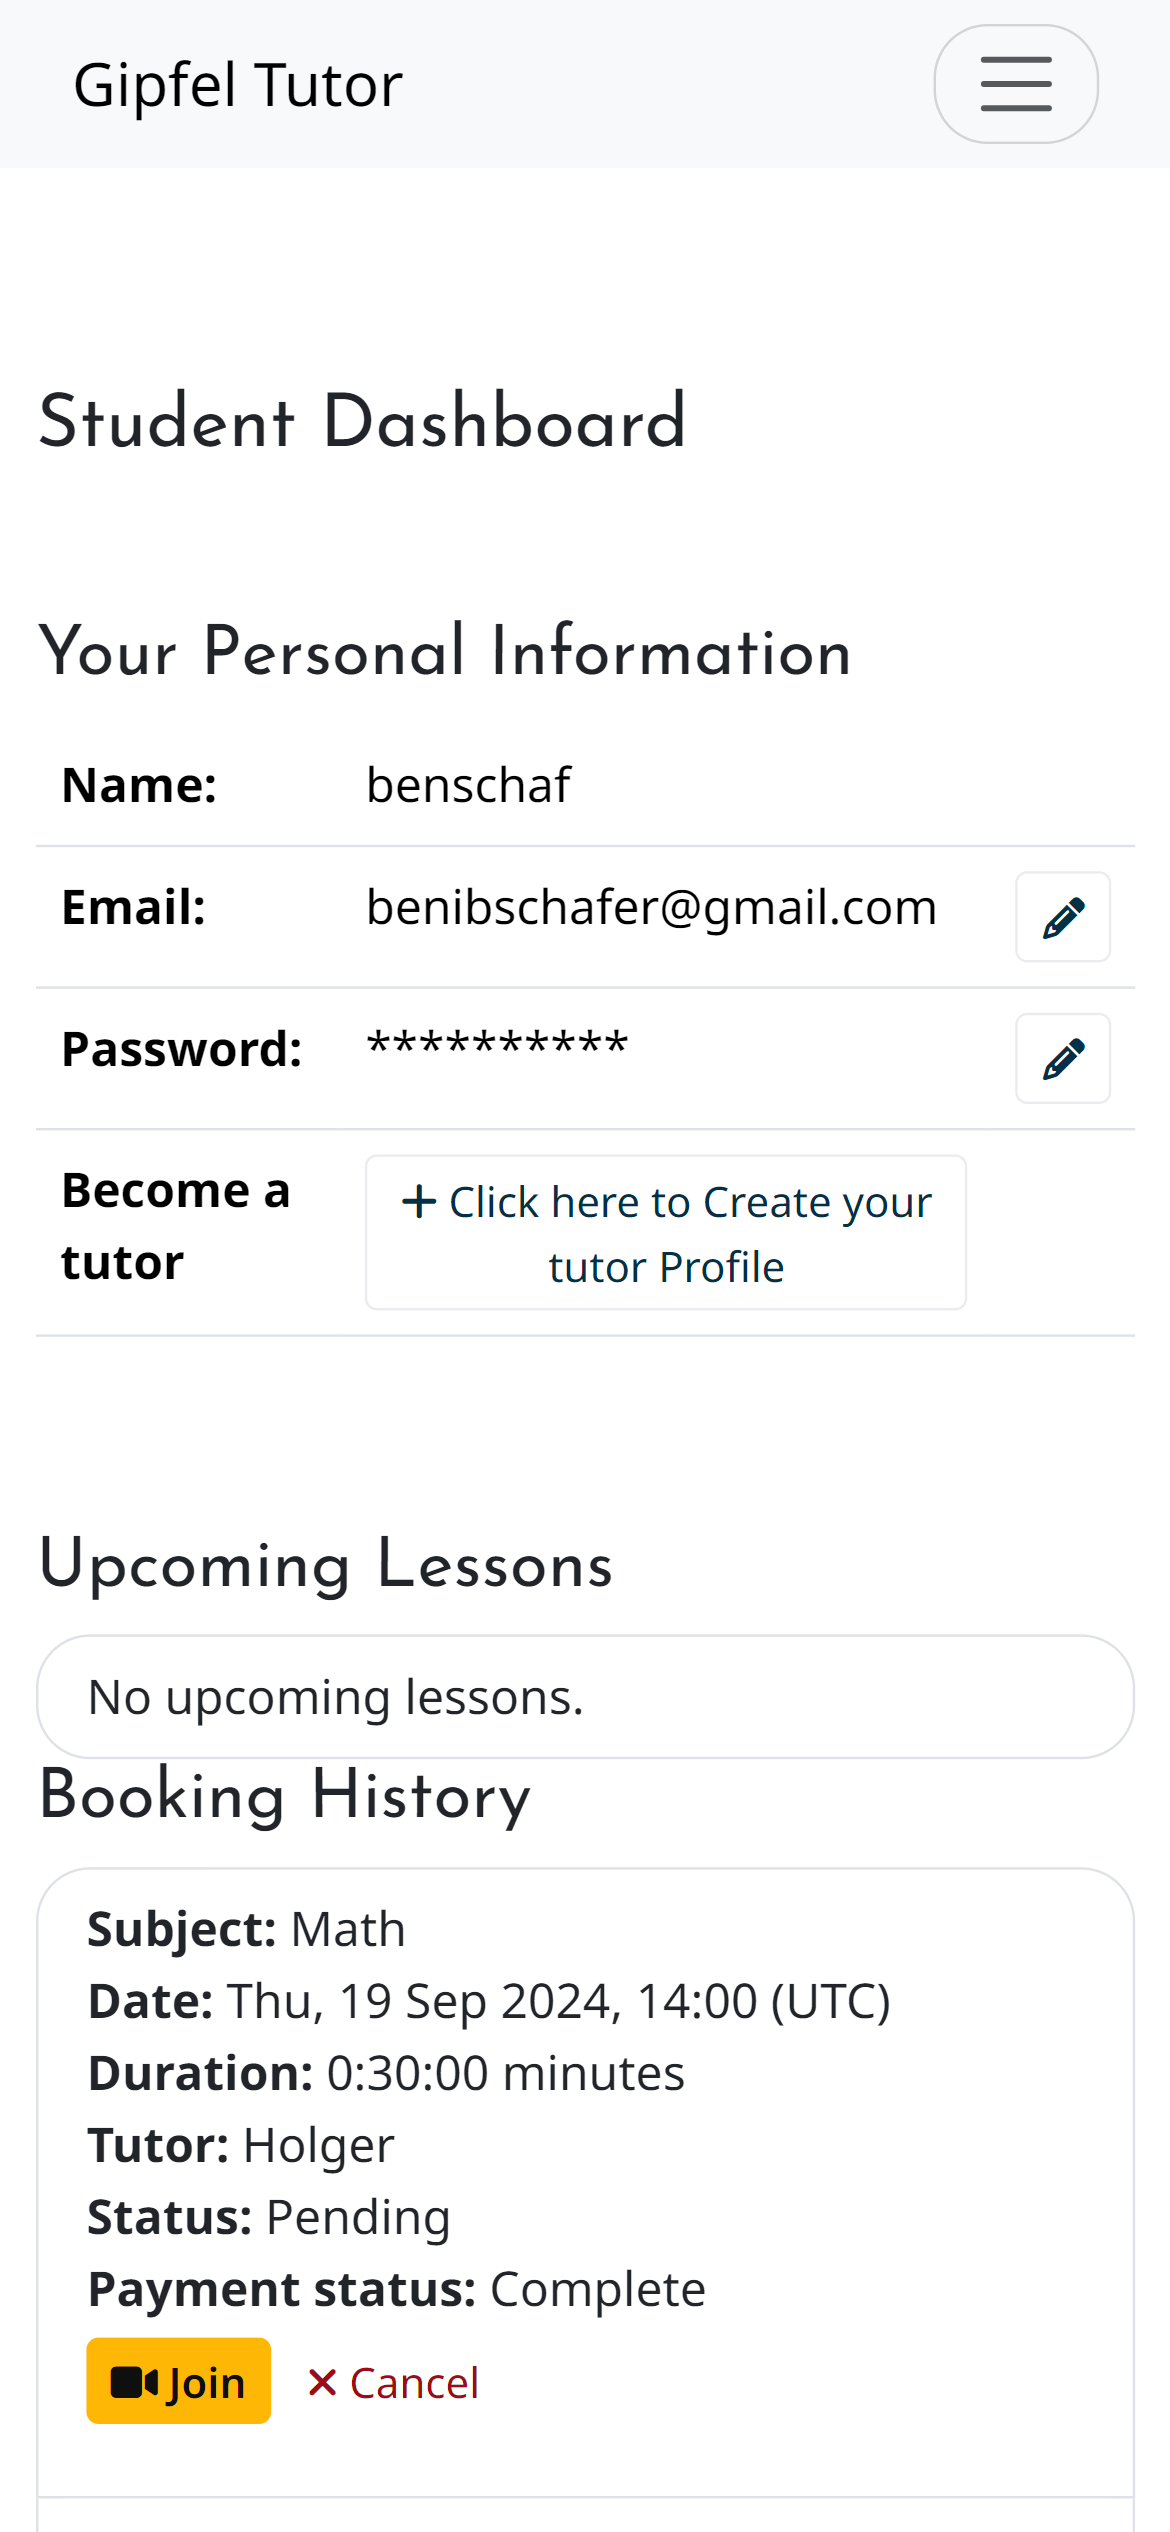 Gipfel Tutor
Student Dashboard
Your Personal Information
Name: benschaf
Email: benibschafer@gmail.com
Password: **********
Become a tutor
+ Click here to Create your
tutor Profile
Upcoming Lessons
No upcoming lessons.
Booking History
Subject: Math
Date: Thu, 19 Sep 2024, 14:00 (UTC)
Duration: 0:30:00 minutes
Tutor: Holger
Status: Pending
Payment status: Complete
Join × Cancel